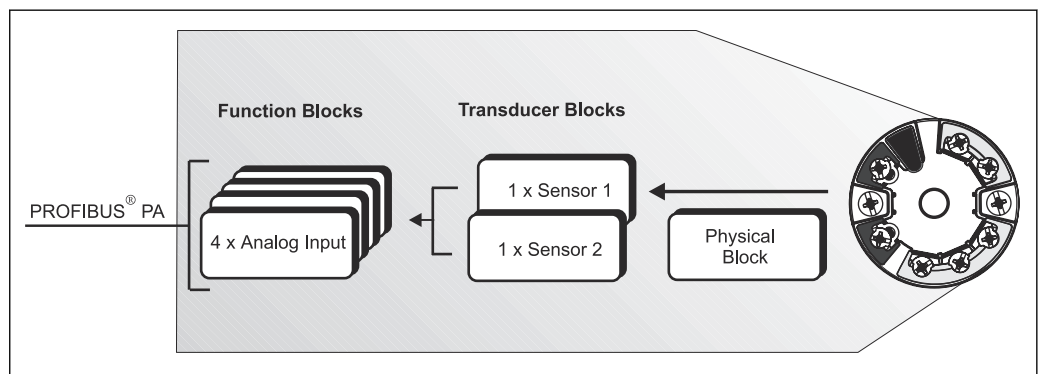 Function Blocks
Transducer Blocks
PROFIBUS® PA
4 x Analog Input
1 x Sensor 1
1 x Sensor 2
Physical
Block